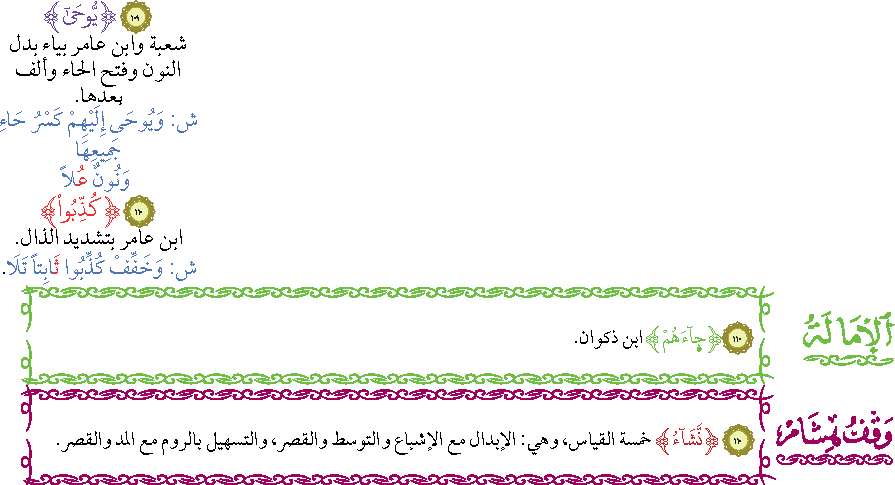 ١٠٩ ﴿يُّوحَىٰٓ﴾
شعبة وابن عامر بياء بدل
النون وفتح الحاء وألف
بعدها.
ش: وَيُوحَى إِلَيْهِمْ كَسْرُ حَاءِ
جَمِيعِهَا
وَنُونٌ عُلاً
١١٠ ﴿كُذِّبُواْ﴾
ابن عامر بتشديد الذال.
ش: وَخَفِّفْ كُذِّبُوا ثَابِتاً تَلَا.
ٱلْإِمَالَةُ
١١٠ ﴿جَآءَهُمْ﴾ ابن ذكوان.
وَقْفُ هِشَامٍ
١١٠ ﴿نَّشَآءُ﴾ خمسة القياس، وهي: الإبدال مع الإشباع والتوسط والقصر، والتسهيل بالروم مع المد والقصر.